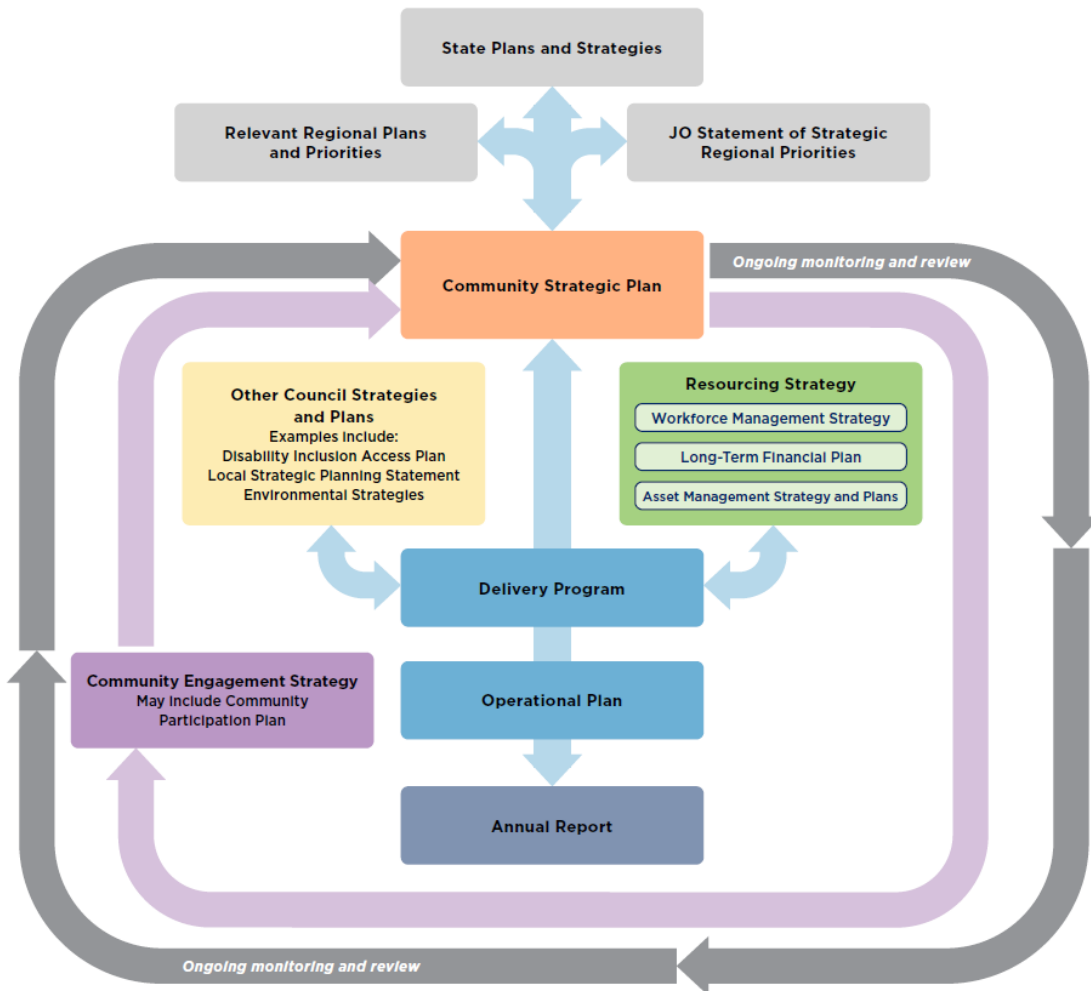 State Plans and Strategies
Relevant Regional Plans
and Priorities
JO Statement of Strategic
Regional Priorities
Community Strategic Plan
Ongoing monitoring and review
Other Council Strategies
and Plans
Examples include:
Disability Inclusion Access Plan
Local Strategic Planning Statement
Environmental Strategies
Resourcing Strategy
Workforce Management Strategy
Long-Term Financial Plan
Asset Management Strategy and Plans
Delivery Program
Community Engagement Strategy
May include Community
Participation Plan
Operational Plan
Annual Report
Ongoing monitoring and review